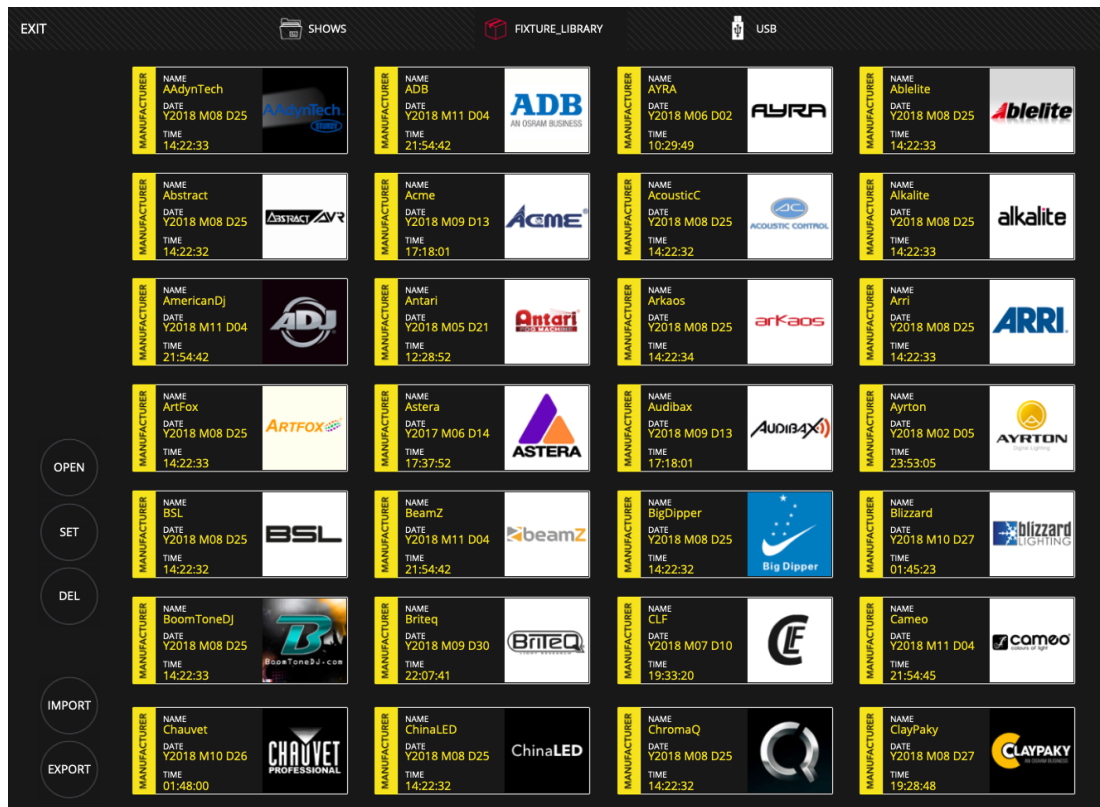 EXIT
SHOWS
FIXTURE_LIBRARY
USB
MANUFACTURER
NAME
AAdynTech
DATE
Y2018 M08 D25
TIME
14:22:33
AAdynTech
MANUFACTURER
NAME
ADB
DATE
Y2018 M11 D04
TIME
21:54:42
ADB
AN OSRAM BUSINESS
MANUFACTURER
NAME
AYRA
DATE
Y2018 M06 D02
TIME
10:29:49
AYRA
MANUFACTURER
NAME
Ablelite
DATE
Y2018 M08 D25
TIME
14:22:33
Ablelite
MANUFACTURER
NAME
Abstract
DATE
Y2018 M08 D25
TIME
14:22:32
ABSTRACT AVR
MANUFACTURER
NAME
Acme
DATE
Y2018 M09 D13
TIME
17:18:01
ACME
MANUFACTURER
NAME
AcousticC
DATE
Y2018 M08 D25
TIME
14:22:32
AC
ACOUSTIC CONTROL
MANUFACTURER
NAME
Alkalite
DATE
Y2018 M08 D25
TIME
14:22:33
alkalite
MANUFACTURER
NAME
AmericanDj
DATE
Y2018 M11 D04
TIME
21:54:42
ADJ
MANUFACTURER
NAME
Antari
DATE
Y2018 M05 D21
TIME
12:28:52
Antari
FOG MACHINE
MANUFACTURER
NAME
Arkaos
DATE
Y2018 M08 D25
TIME
14:22:34
arKaos
MANUFACTURER
NAME
Arri
DATE
Y2018 M08 D25
TIME
14:22:33
ARRI
MANUFACTURER
NAME
ArtFox
DATE
Y2018 M08 D25
TIME
14:22:33
ARTFOX
MANUFACTURER
NAME
Astera
DATE
Y2017 M06 D14
TIME
17:37:52
ASTERA
MANUFACTURER
NAME
Audibax
DATE
Y2018 M09 D13
TIME
17:18:01
AUDIBAX
MANUFACTURER
NAME
Ayrton
DATE
Y2018 M02 D05
TIME
23:53:05
AYRTON
Digital Lighting
OPEN
SET
DEL
IMPORT
EXPORT
MANUFACTURER
NAME
BSL
DATE
Y2018 M08 D25
TIME
14:22:32
BSL
MANUFACTURER
NAME
BeamZ
DATE
Y2018 M11 D04
TIME
21:54:42
beamZ
MANUFACTURER
NAME
BigDipper
DATE
Y2018 M08 D25
TIME
14:22:32
Big Dipper
MANUFACTURER
NAME
Blizzard
DATE
Y2018 M10 D27
TIME
01:45:23
blizzard
LIGHTING
MANUFACTURER
NAME
BoomToneDJ
DATE
Y2018 M08 D25
TIME
14:22:33
B
BoomToneDJ.com
MANUFACTURER
NAME
Briteq
DATE
Y2018 M09 D30
TIME
22:07:41
BRITEQ
MANUFACTURER
NAME
CLF
DATE
Y2018 M07 D10
TIME
19:33:20
CLF
MANUFACTURER
NAME
Cameo
DATE
Y2018 M11 D04
TIME
21:54:45
cameo
colours of light
MANUFACTURER
NAME
Chauvet
DATE
Y2018 M10 D26
TIME
01:48:00
CHAUVET
PROFESSIONAL
MANUFACTURER
NAME
ChinaLED
DATE
Y2018 M08 D25
TIME
14:22:32
ChinaLED
MANUFACTURER
NAME
ChromaQ
DATE
Y2018 M08 D25
TIME
14:22:32
MANUFACTURER
NAME
ClayPaky
DATE
Y2018 M08 D27
TIME
19:28:48
CLAYPAKY
AN OSRAM BUSINESS